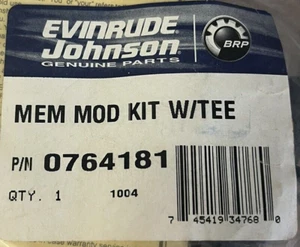 EVINRUDE
Johnson
GENUINE PARTS
BRP
MEM MOD KIT W/TEE
P/N 0764181
QTY. 1 1004
7 45419 34768 0